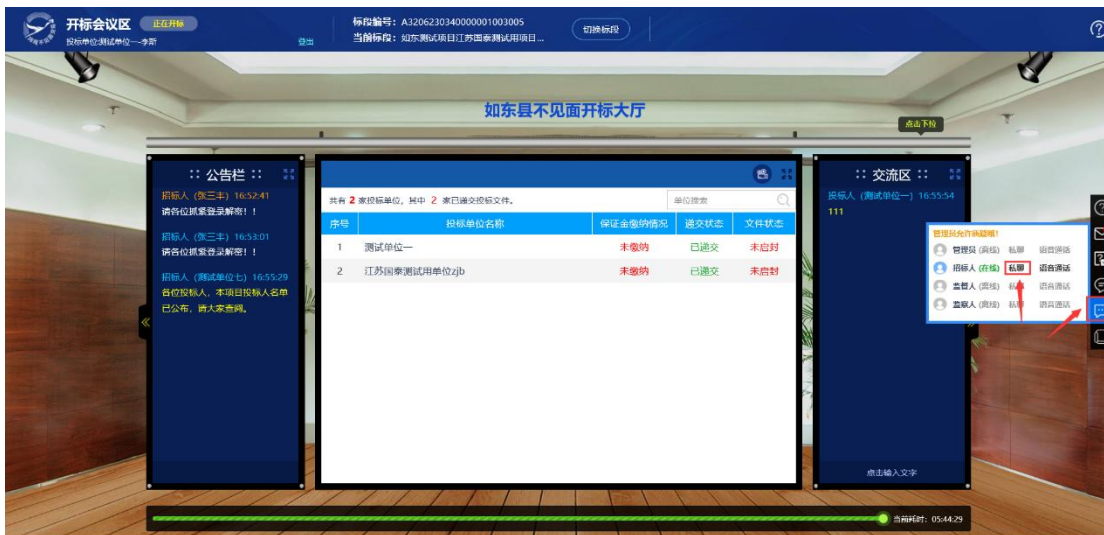 开标会议区 正在开标
投标单位:测试单位一--李新 登出
标段编号：A3206230340000001003005
当前标段：如东测试项目江苏国泰测试用项目...
切换标段
如东县不见面开标大厅
点击下拉
:: 公告栏 ::
招标人 (张三丰) 16:52:41
请各位抓紧登录解密！！
招标人 (张三丰) 16:53:01
请各位抓紧登录解密！！
招标人 (测试单位七) 16:55:29
各位投标人，本项目投标人名单
已公布，请大家查阅。
共有 2 家投标单位，其中 2 家已递交投标文件。
单位搜索
序号 投标单位名称 保证金缴纳情况 递交状态 文件状态
1 测试单位一 未缴纳 已递交 未启封
2 江苏国泰测试用单位zjb 未缴纳 已递交 未启封
:: 交流区 ::
投标人 (测试单位一) 16:55:54
111
点击输入文字
管理员 (离线) 私聊 语音通话
招标人 (在线) 私聊 语音通话
监督人 (离线) 私聊 语音通话
监察人 (离线) 私聊 语音通话
当前耗时：05:44:29